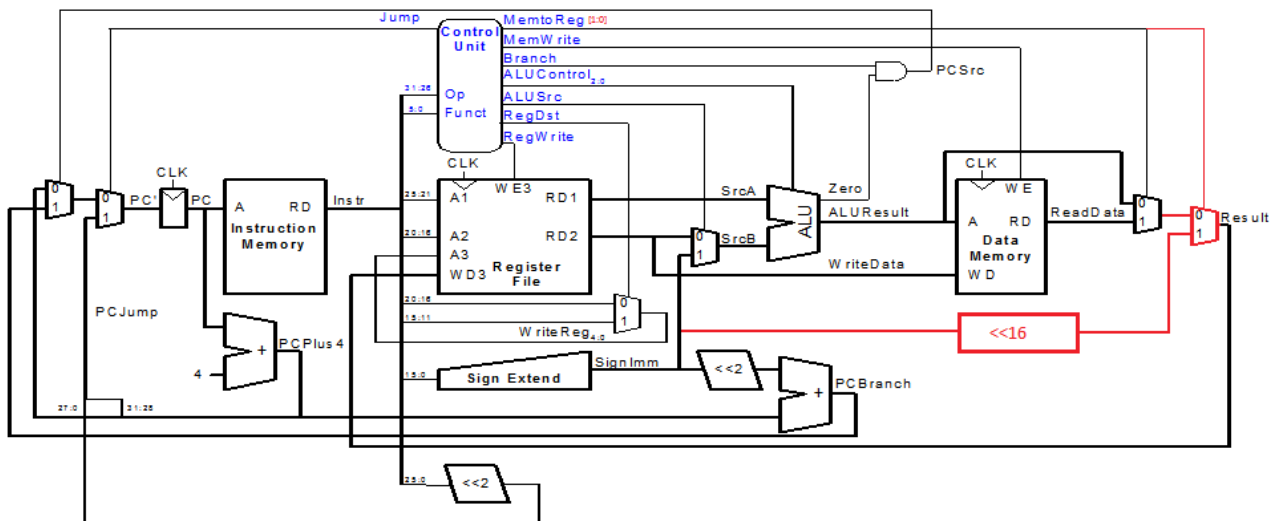 Jump
Control
Unit
MemtoReg [1:0]
MemWrite
Branch
ALUControl2:0
ALUSrc
RegDst
RegWrite
PCSrc
31:26
Op
5:0
Funct
CLK
CLK
CLK
0
1
0
1
PC'
PC
A RD
Instruction
Memory
Instr
25:21
A1
WE3
RD1
20:16
A2
RD2
A3
WD3
Register
File
SrcA
0
1
SrcB
ALU
Zero
ALUResult
WriteData
WE
A RD
Data
Memory
WD
ReadData
0
1
0
1
Result
PCJump
20:16
15:11
0
1
WriteReg4:0
<<16
+
PCPlus4
4
SignImm
15:0
Sign Extend
<<2
+
PCBranch
27:0
31:28
25:0
<<2